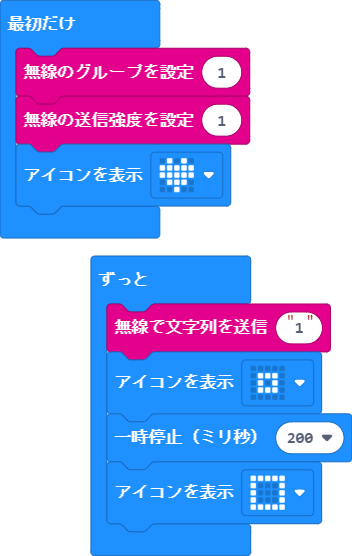 最初だけ
無線のグループを設定 1
無線の送信強度を設定 1
アイコンを表示
ずっと
無線で文字列を送信 "1"
アイコンを表示
一時停止（ミリ秒） 200
アイコンを表示